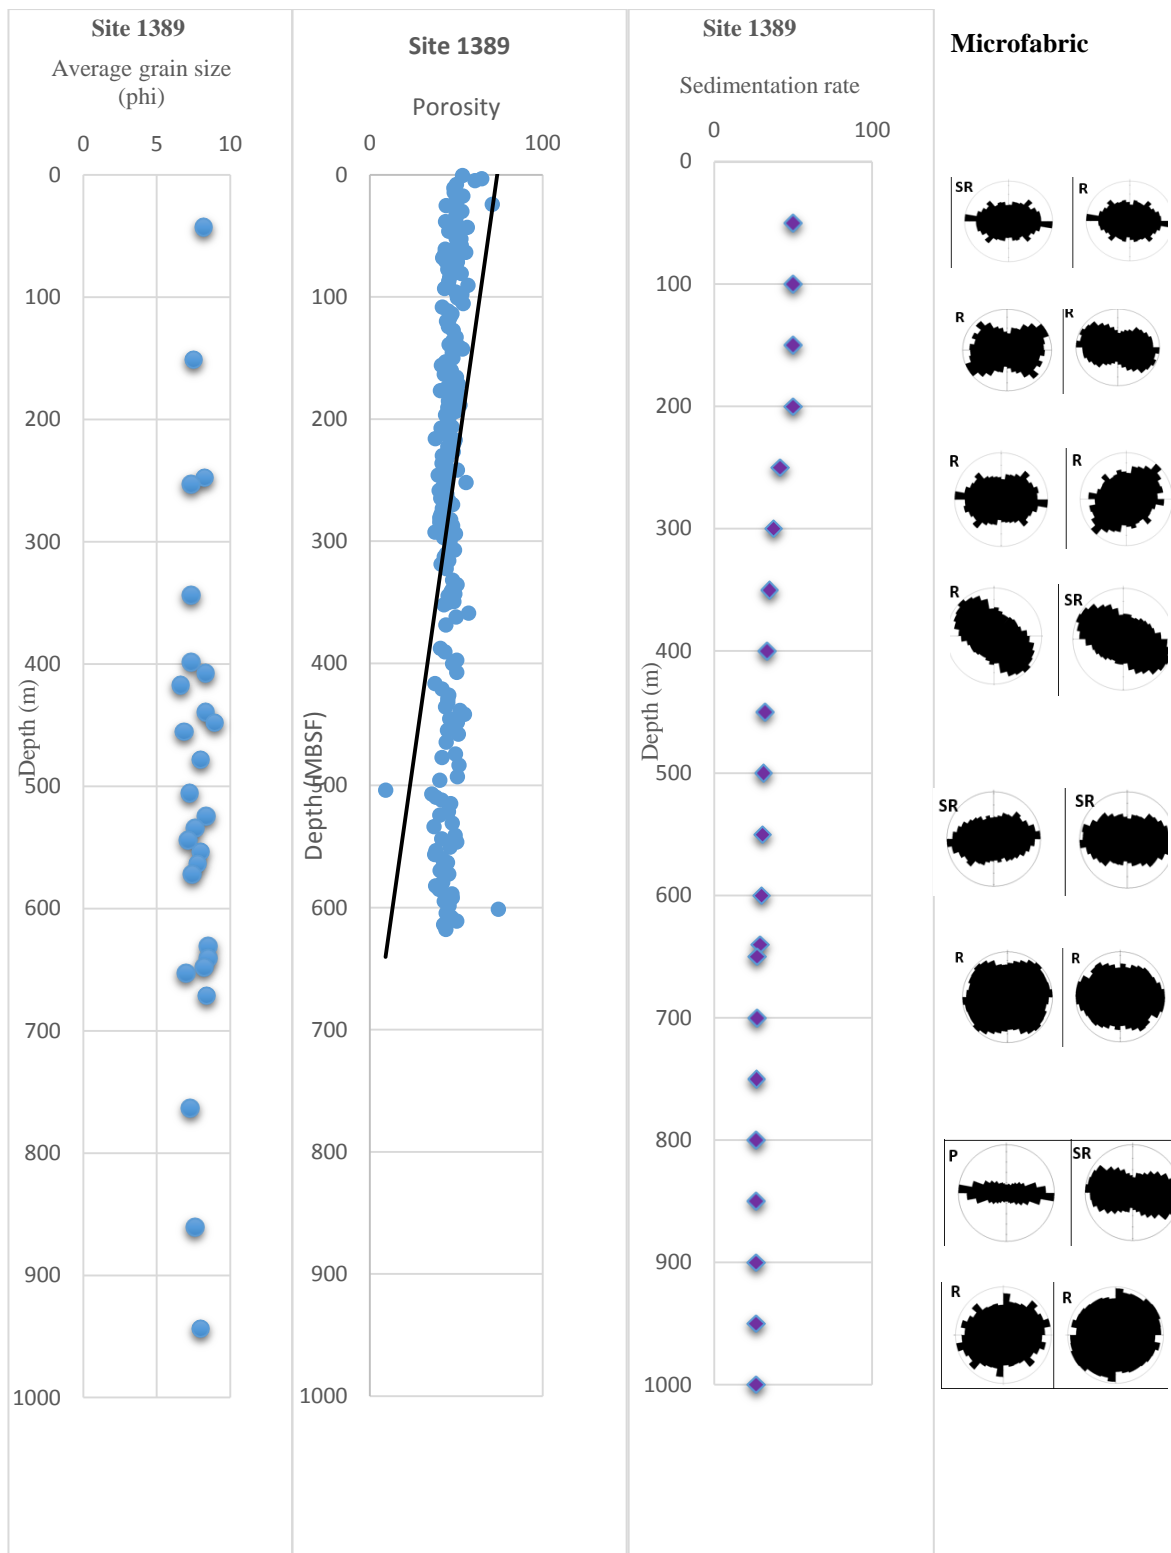 Site 1389
Average grain size
(phi)
0 5 10
0
100
200
300
400
500
600
700
800
900
1000
Depth (m)
Site 1389
Porosity
0 100
0
100
200
300
400
500
600
700
800
900
1000
Depth (MBSF)
Site 1389
Sedimentation rate
0 100
0
100
200
300
400
500
600
700
800
900
1000
Depth (m)
Microfabric
SR R
R R
R R
R SR
SR SR
R R
P SR
R R